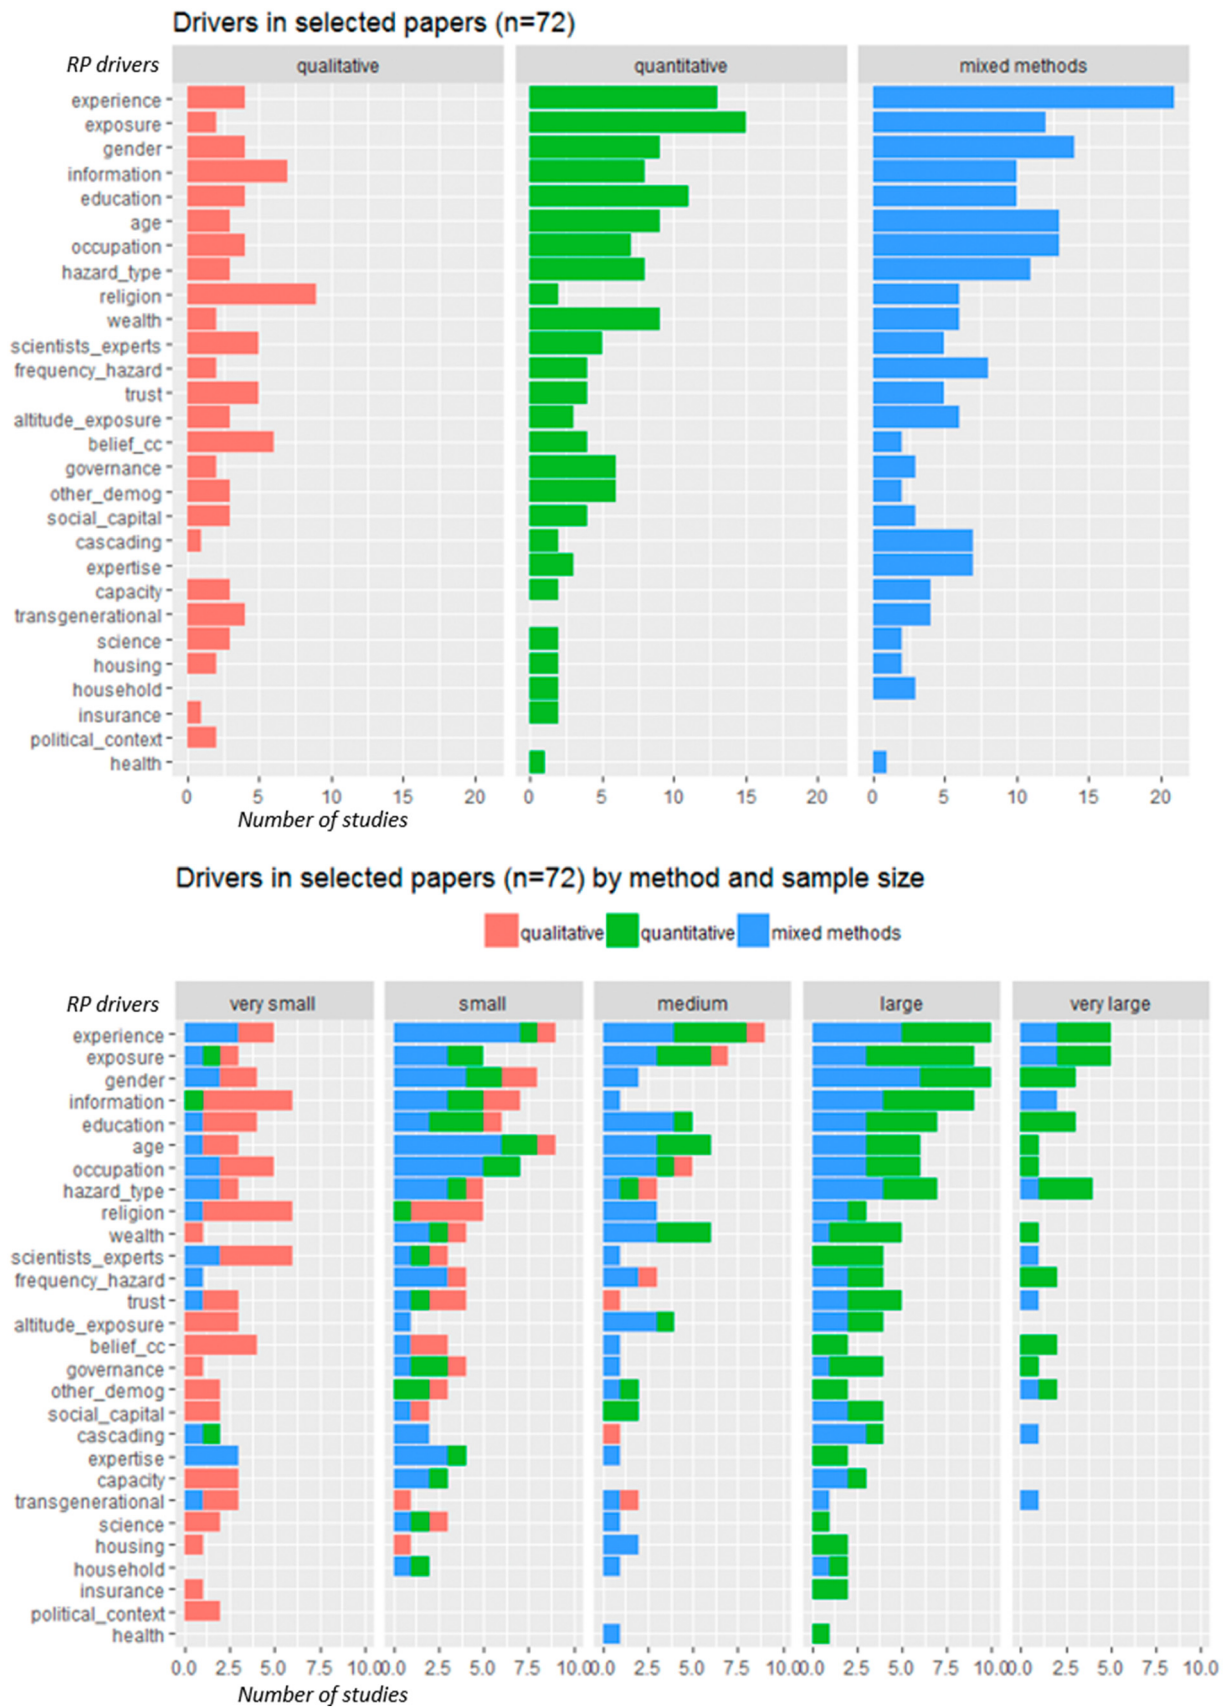 Drivers in selected papers (n=72)
RP drivers
qualitative
quantitative
mixed methods
experience
exposure
gender
information
education
age
occupation
hazard_type
religion
wealth
scientists_experts
frequency_hazard
trust
altitude_exposure
belief_cc
governance
other_demog
social_capital
cascading
expertise
capacity
transgenerational
science
housing
household
insurance
political_context
health
0 5 10 15 20 0 5 10 15 20 0 5 10 15 20
Number of studies
Drivers in selected papers (n=72) by method and sample size
qualitative quantitative mixed methods
RP drivers
very small
small
medium
large
very large
experience
exposure
gender
information
education
age
occupation
hazard_type
religion
wealth
scientists_experts
frequency_hazard
trust
altitude_exposure
belief_cc
governance
other_demog
social_capital
cascading
expertise
capacity
transgenerational
science
housing
household
insurance
political_context
health
0.0 2.5 5.0 7.5 10.0 0.0 2.5 5.0 7.5 10.0 0.0 2.5 5.0 7.5 10.0 0.0 2.5 5.0 7.5 10.0 0.0 2.5 5.0 7.5 10.0
Number of studies